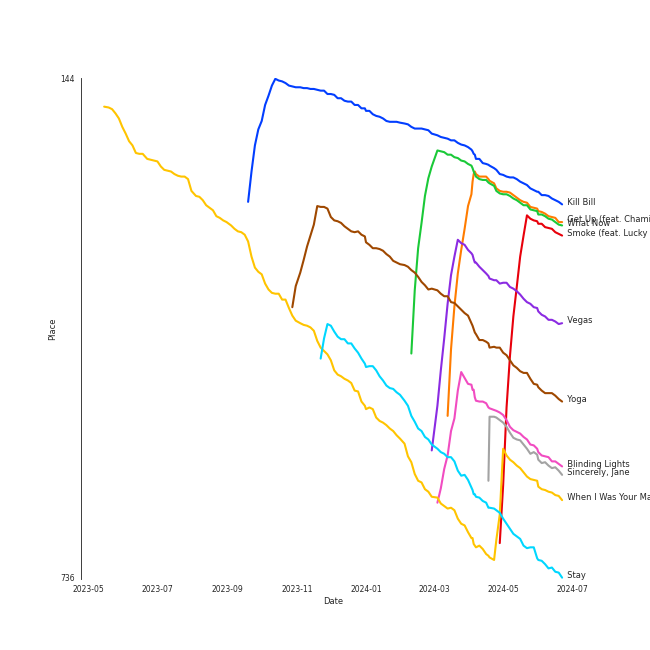 144
Kill Bill
Get Up (feat. Chami
What Now
Smoke (feat. Lucky
Place
Vegas
Yoga
Blinding Lights
Sincerely, Jane
When I Was Your Ma
Stay
736
2023-05 2023-07 2023-09 2023-11 2024-01 2024-03 2024-05 2024-07
Date